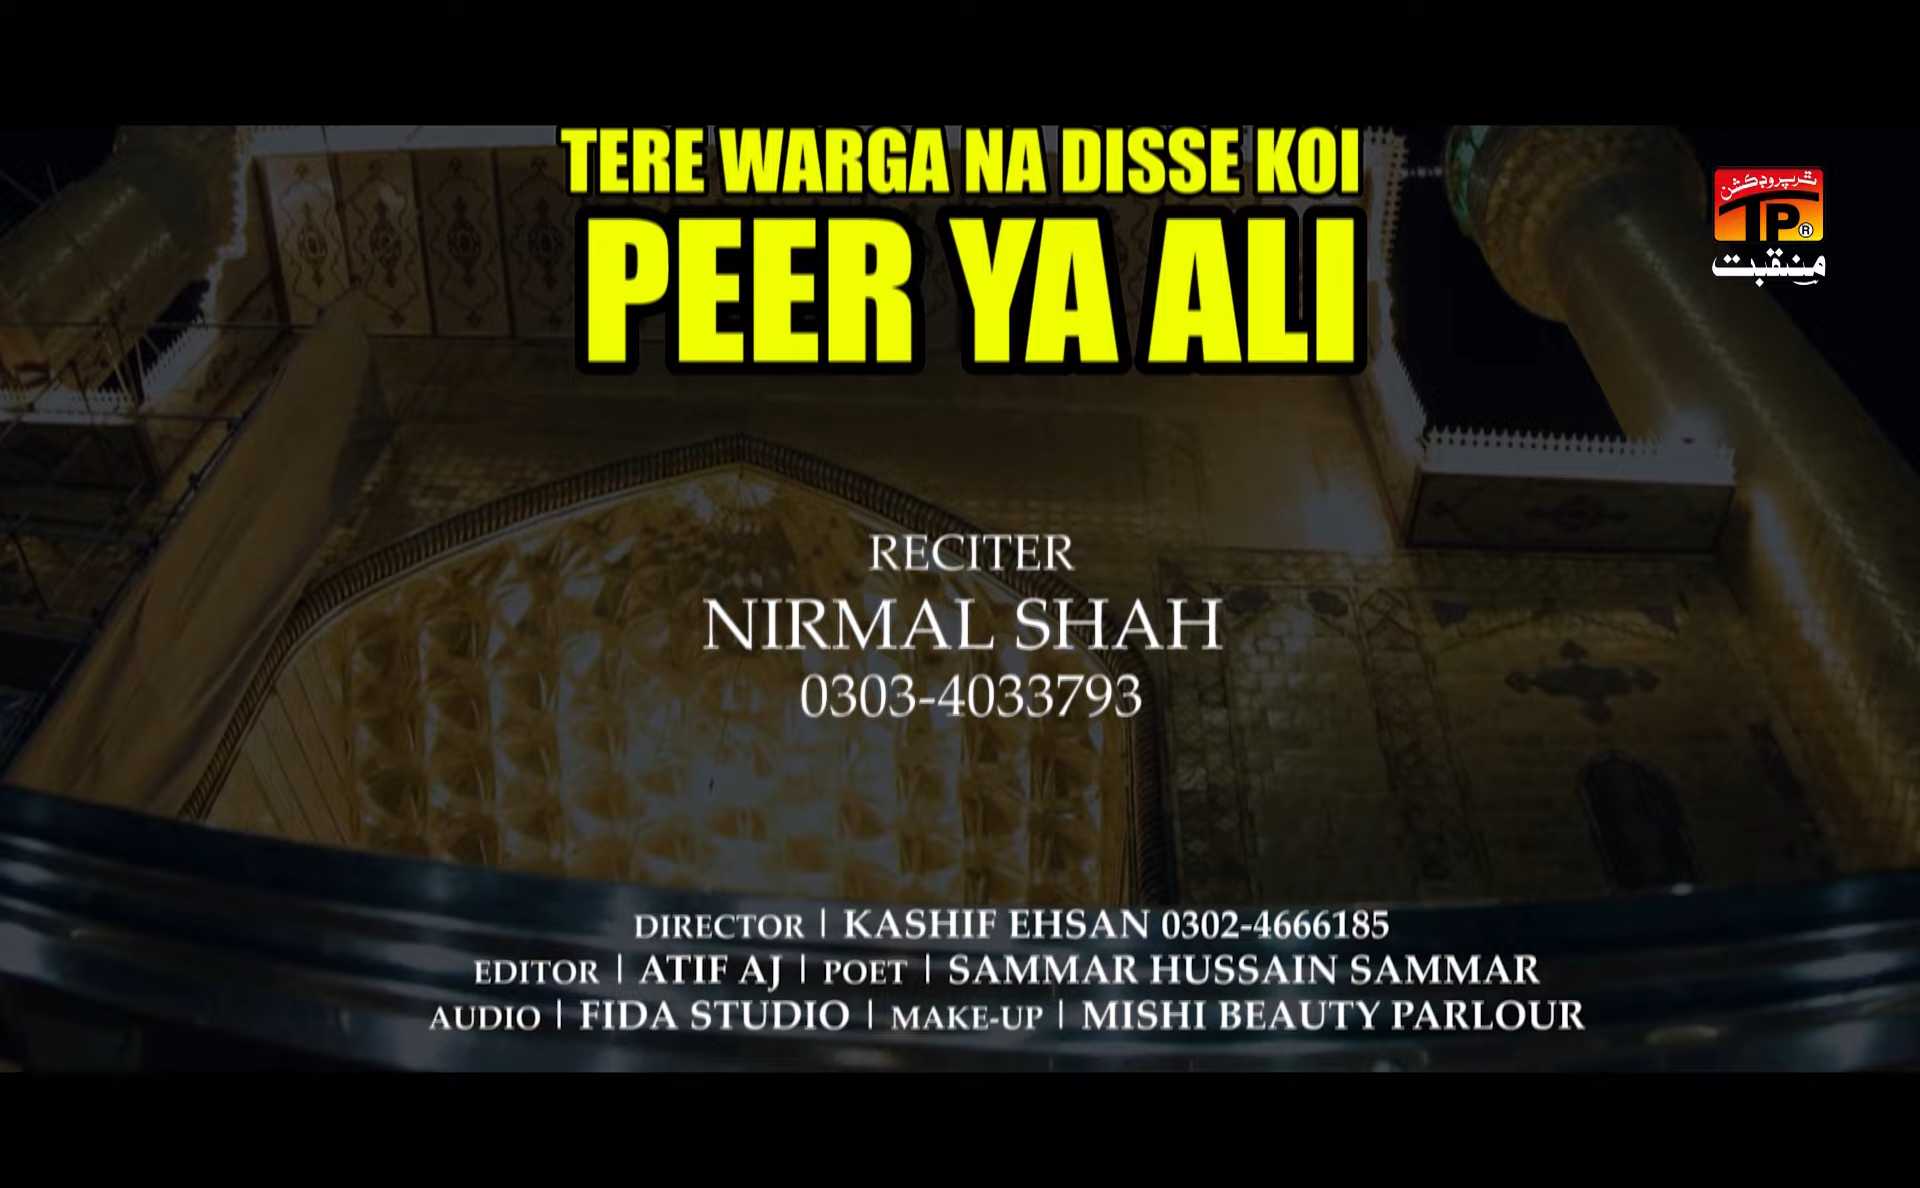 TERE WARGA NA DISSE KOI
PEER YA ALI
تھرپروڈکشن
TP®
منقبت
RECITER
NIRMAL SHAH
0303-4033793
DIRECTOR | KASHIF EHSAN 0302-4666185
EDITOR | ATIF AJ | POET | SAMMAR HUSSAIN SAMMAR
AUDIO | FIDA STUDIO | MAKE-UP | MISHI BEAUTY PARLOUR